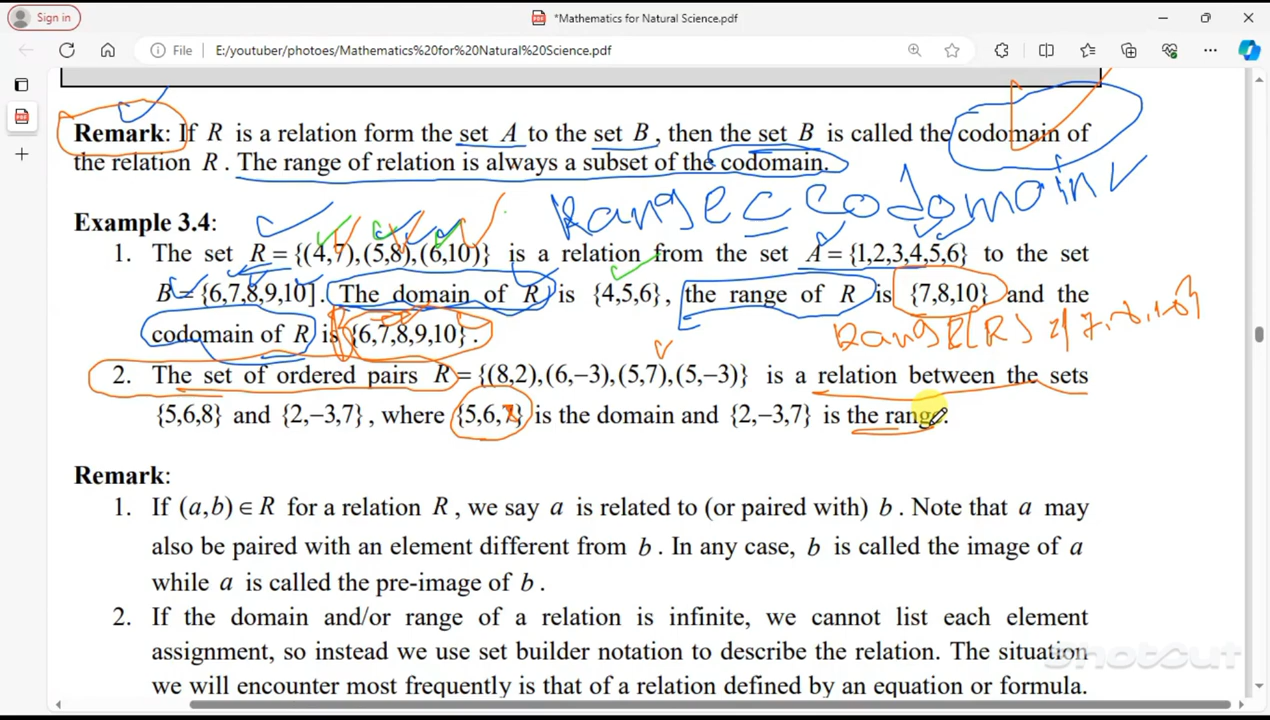 Sign in
*Mathematics for Natural Science.pdf
File E:/youtuber/photoes/Mathematics%20for%20Natural%20Science.pdf
Remark: If R is a relation form the set A to the set B, then the set B is called the codomain of
the relation R. The range of relation is always a subset of the codomain.
Range ⊆ Codomain
Example 3.4:
1. The set R = {(4,7),(5,8),(6,10)} is a relation from the set A = {1,2,3,4,5,6} to the set
B = {6,7,8,9,10]. The domain of R is {4,5,6}, the range of R is {7,8,10} and the
codomain of R is {6,7,8,9,10}.
2. The set of ordered pairs R = {(8,2),(6,−3),(5,7),(5,−3)} is a relation between the sets
{5,6,8} and {2,−3,7}, where {5,6, } is the domain and {2,−3,7} is the range.
Remark:
1. If (a,b) ∈ R for a relation R, we say a is related to (or paired with) b. Note that a may
also be paired with an element different from b. In any case, b is called the image of a
while a is called the pre-image of b.
2. If the domain and/or range of a relation is infinite, we cannot list each element
assignment, so instead we use set builder notation to describe the relation. The situation
we will encounter most frequently is that of a relation defined by an equation or formula.
Shotcut